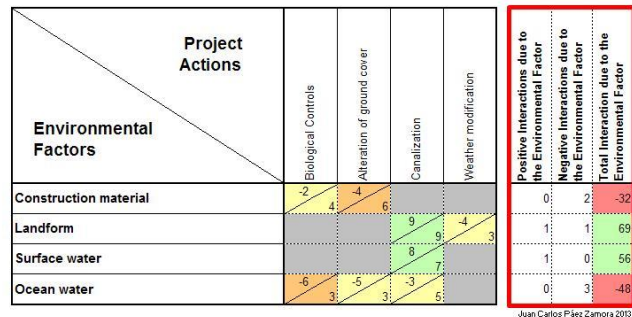 Project
Actions
Environmental
Factors
Biological Controls
Alteration of ground cover
Canalization
Weather modification
Positive Interactions due to
the Environmental Factor
Negative Interactions due to
the Environmental Factor
Total Interaction due to the
Environmental Factor
Construction material -2 4 -4 6 0 2 -32
Landform 9 9 -4 3 1 1 69
Surface water 8 7 1 0 56
Ocean water -6 3 -5 3 -3 5 0 3 -48
Juan Carlos Páez Zamora 2013